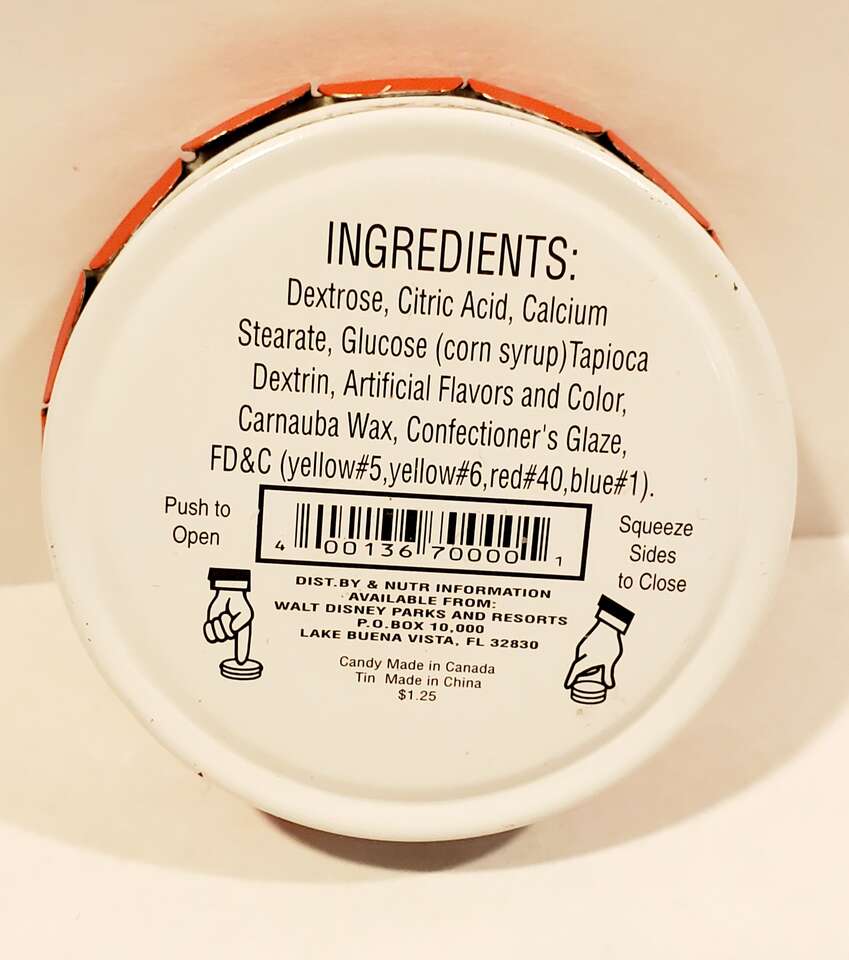 INGREDIENTS:
Dextrose, Citric Acid, Calcium
Stearate, Glucose (corn syrup)Tapioca
Dextrin, Artificial Flavors and Color,
Carnauba Wax, Confectioner's Glaze,
FD&C (yellow#5,yellow#6,red#40,blue#1).
Push to
Open
4 00136 70000 1
Squeeze
Sides
to Close
DIST.BY & NUTR INFORMATION
AVAILABLE FROM:
WALT DISNEY PARKS AND RESORTS
P.O.BOX 10,000
LAKE BUENA VISTA, FL 32830
Candy Made in Canada
Tin Made in China
$1.25